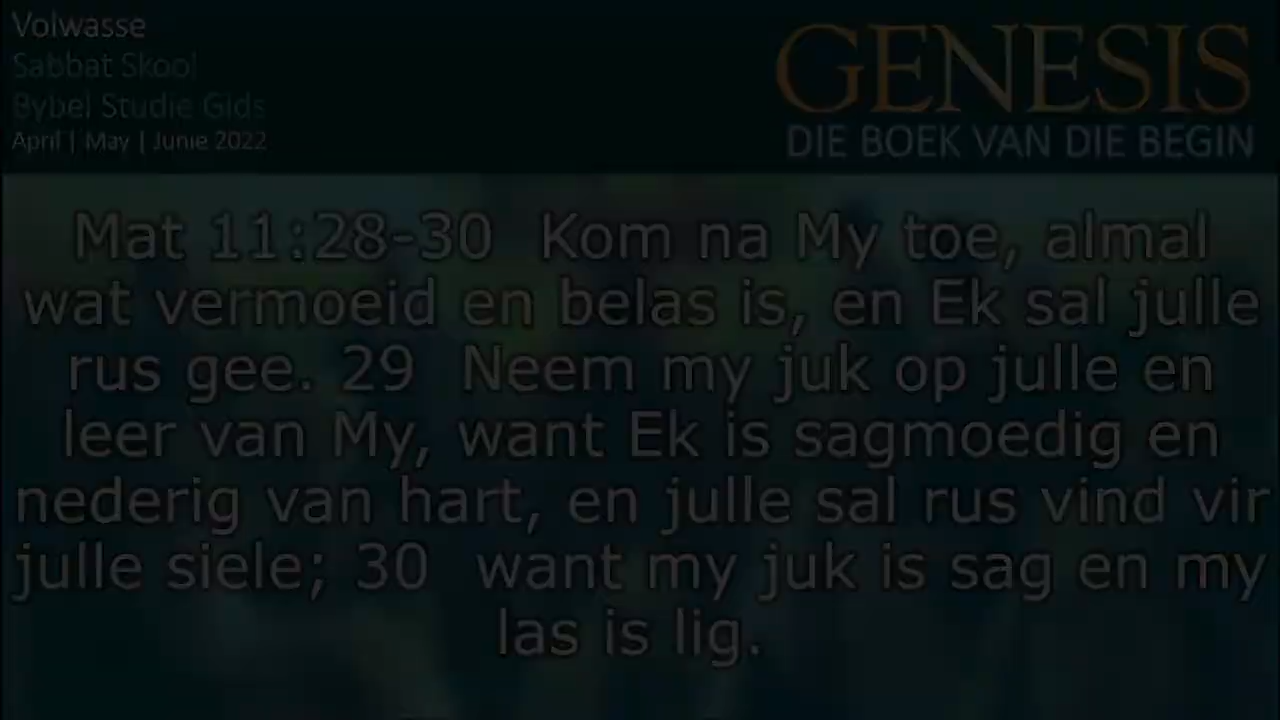 Volwasse
Sabbat Skool
Bybel Studie Gids
April | May | Junie 2022
GENESIS
DIE BOEK VAN DIE BEGIN
Mat 11:28-30 Kom na My toe, almal
wat vermoeid en belas is, en Ek sal julle
rus gee. 29 Neem my juk op julle en
leer van My, want Ek is sagmoedig en
nederig van hart, en julle sal rus vind vir
julle siele; 30 want my juk is sag en my
las is lig.